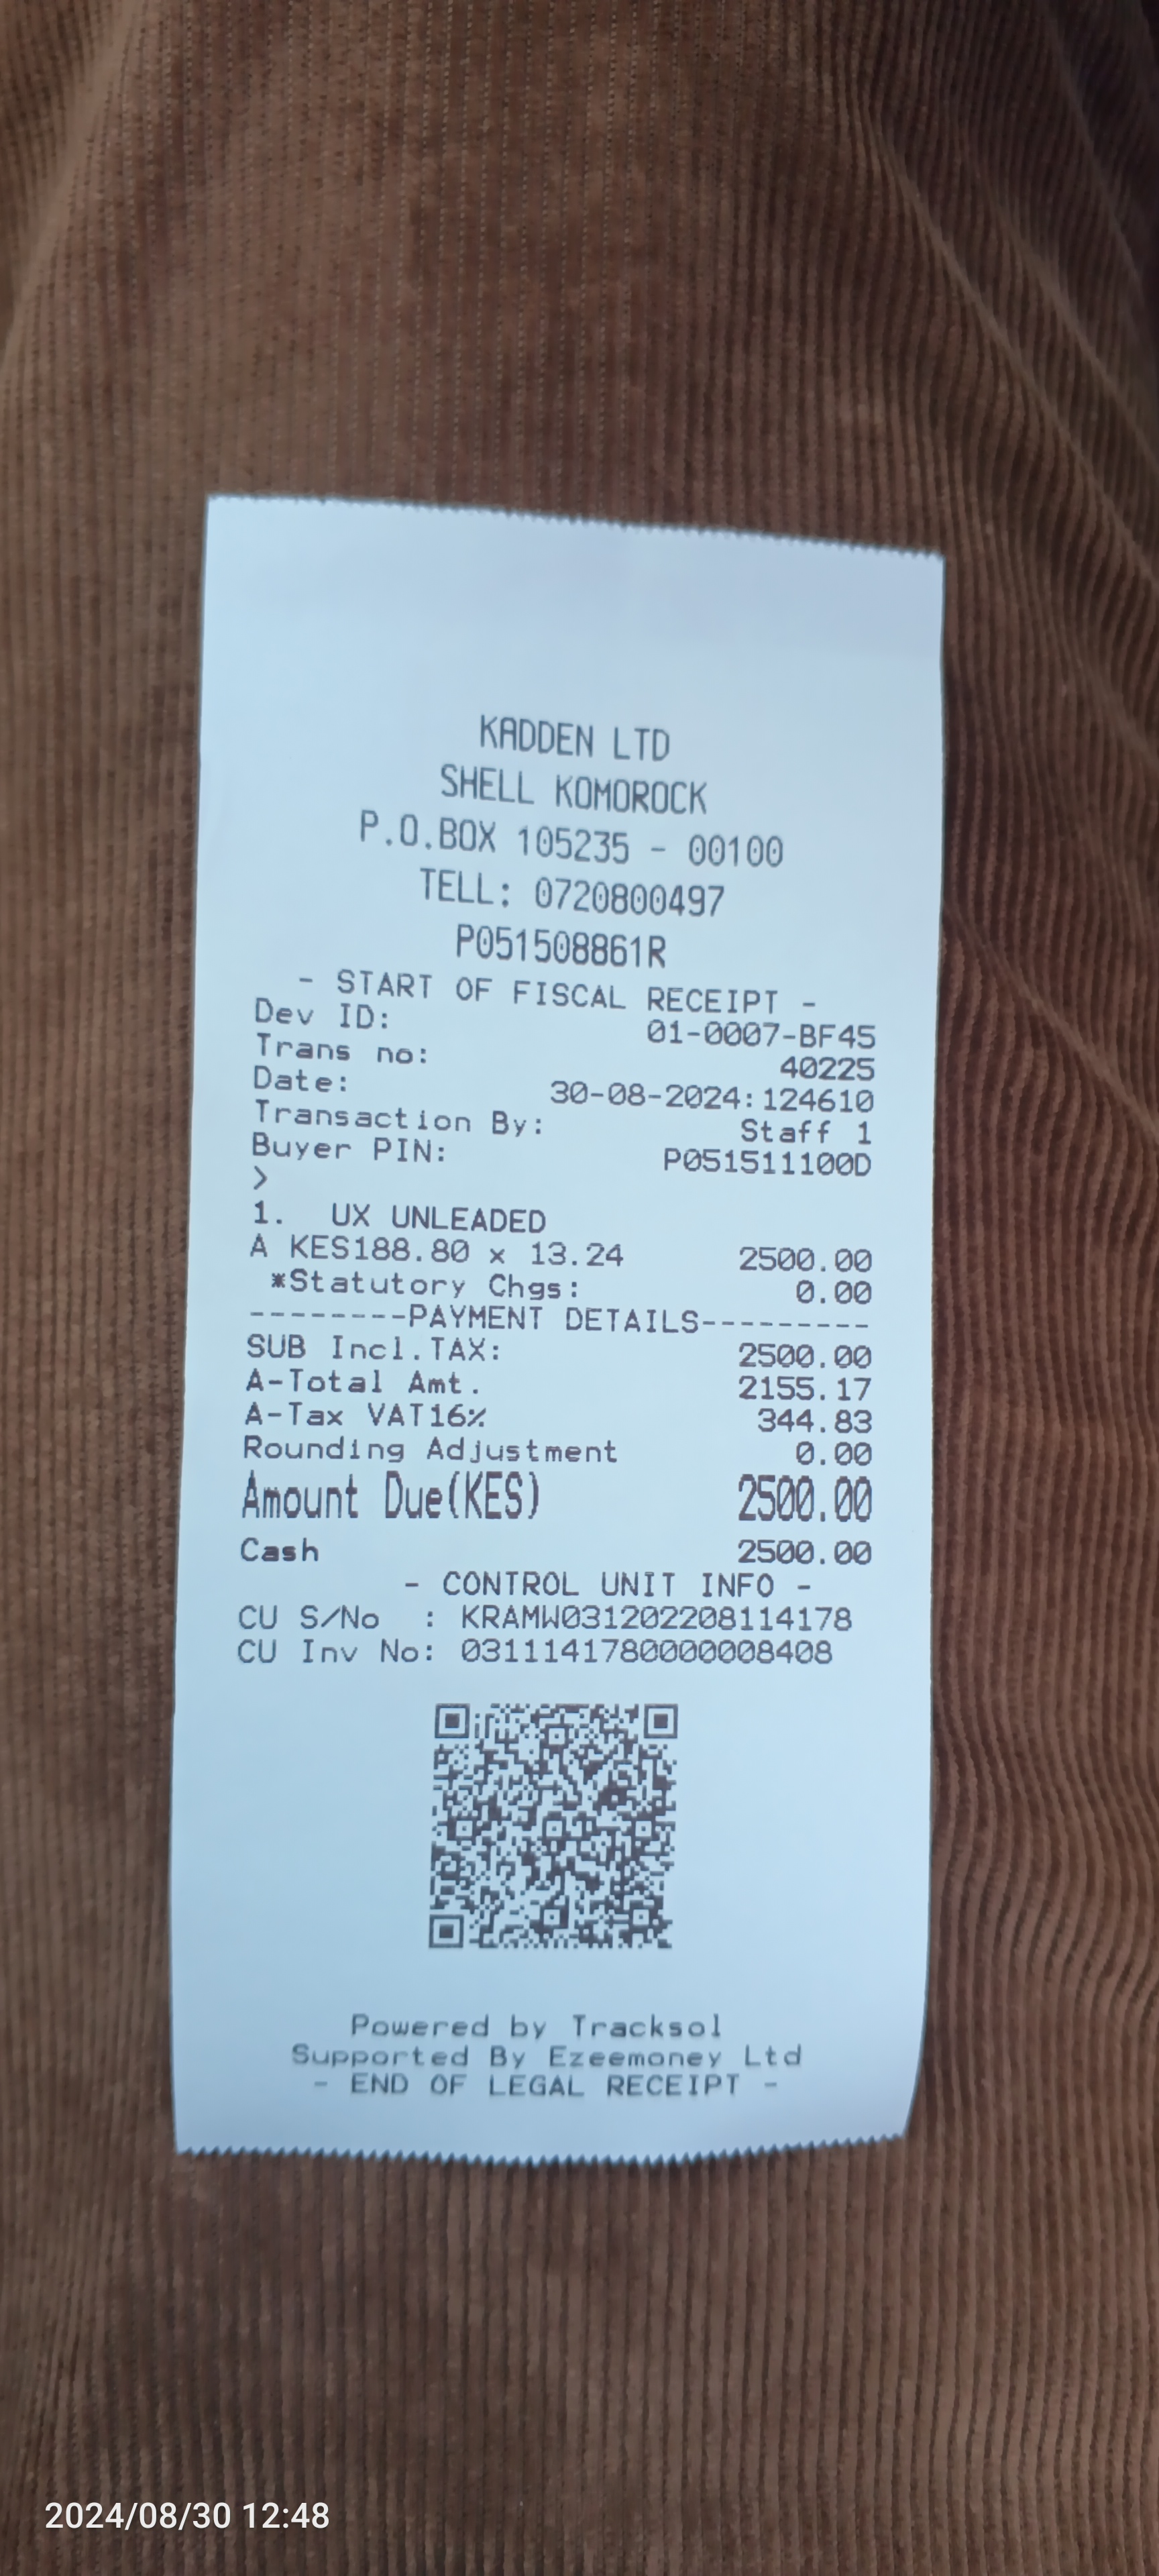 KADDEN LTD
SHELL KOMOROCK
P.O.BOX 105235 - 00100
TELL: 0720800497
P051508861R
- START OF FISCAL RECEIPT -
Dev ID: 01-0007-BF45
Trans no: 40225
Date: 30-08-2024:124610
Transaction By: Staff 1
Buyer PIN: P051511100D
>
1. UX UNLEADED
A KES188.80 x 13.24 2500.00
*Statutory Chgs: 0.00
--------PAYMENT DETAILS---------
SUB Incl.TAX: 2500.00
A-Total Amt. 2155.17
A-Tax VAT16% 344.83
Rounding Adjustment 0.00
Amount Due(KES) 2500.00
Cash 2500.00
- CONTROL UNIT INFO -
CU S/No : KRAMW031202208114178
CU Inv No: 0311141780000008408
Powered by Tracksol
Supported By Ezeemoney Ltd
- END OF LEGAL RECEIPT -
2024/08/30 12:48